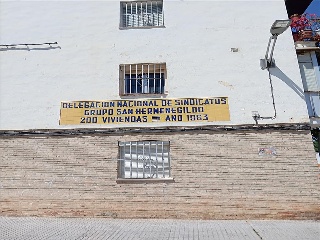 DELEGACION NACIONAL DE SINDICATOS
GRUPO SAN HERMENEGILDO
200 VIVIENDAS - AÑO 1963